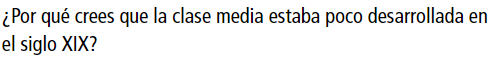 ¿Por qué crees que la clase media estaba poco desarrollada en
el siglo XIX?